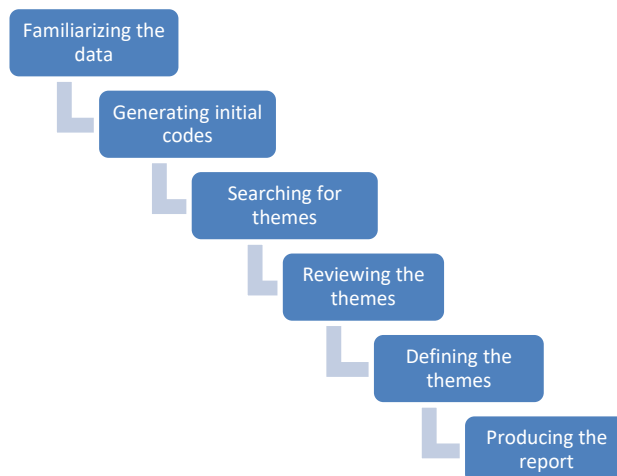 Familiarizing the
data
Generating initial
codes
Searching for
themes
Reviewing the
themes
Defining the
themes
Producing the
report